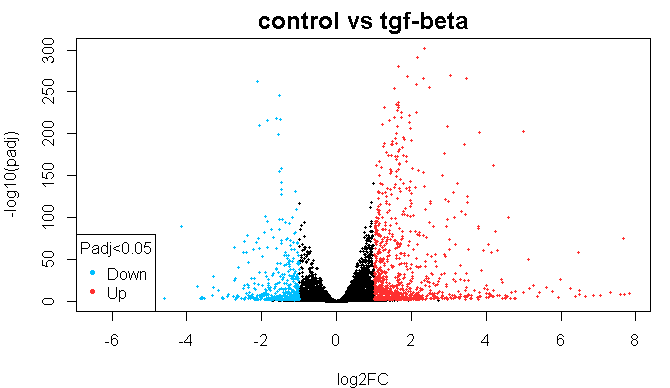 control vs tgf-beta
300
250
200
150
100
50
0
-log10(padj)
Padj<0.05
Down
Up
-6 -4 -2 0 2 4 6 8
log2FC